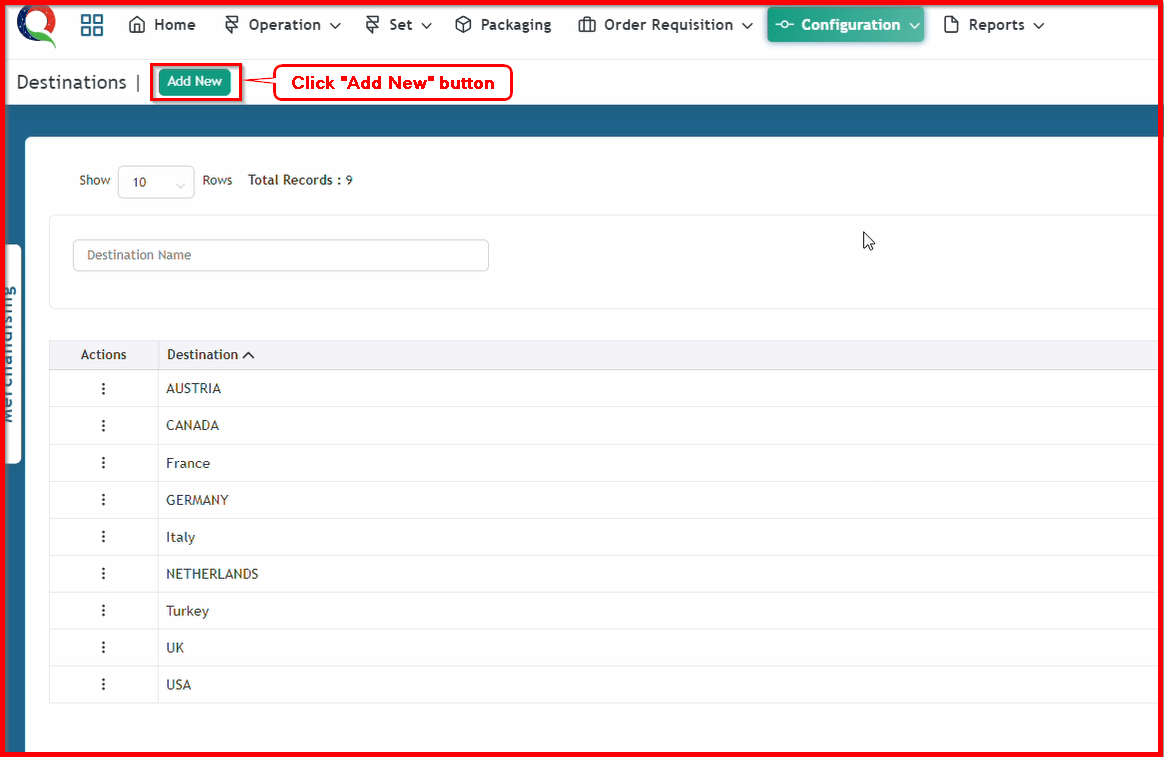 Home Operation Set Packaging Order Requisition Configuration Reports
Destinations | Add New Click "Add New" button
Show 10 Rows Total Records : 9
Destination Name
Merchandising
Actions Destination
AUSTRIA
CANADA
France
GERMANY
Italy
NETHERLANDS
Turkey
UK
USA